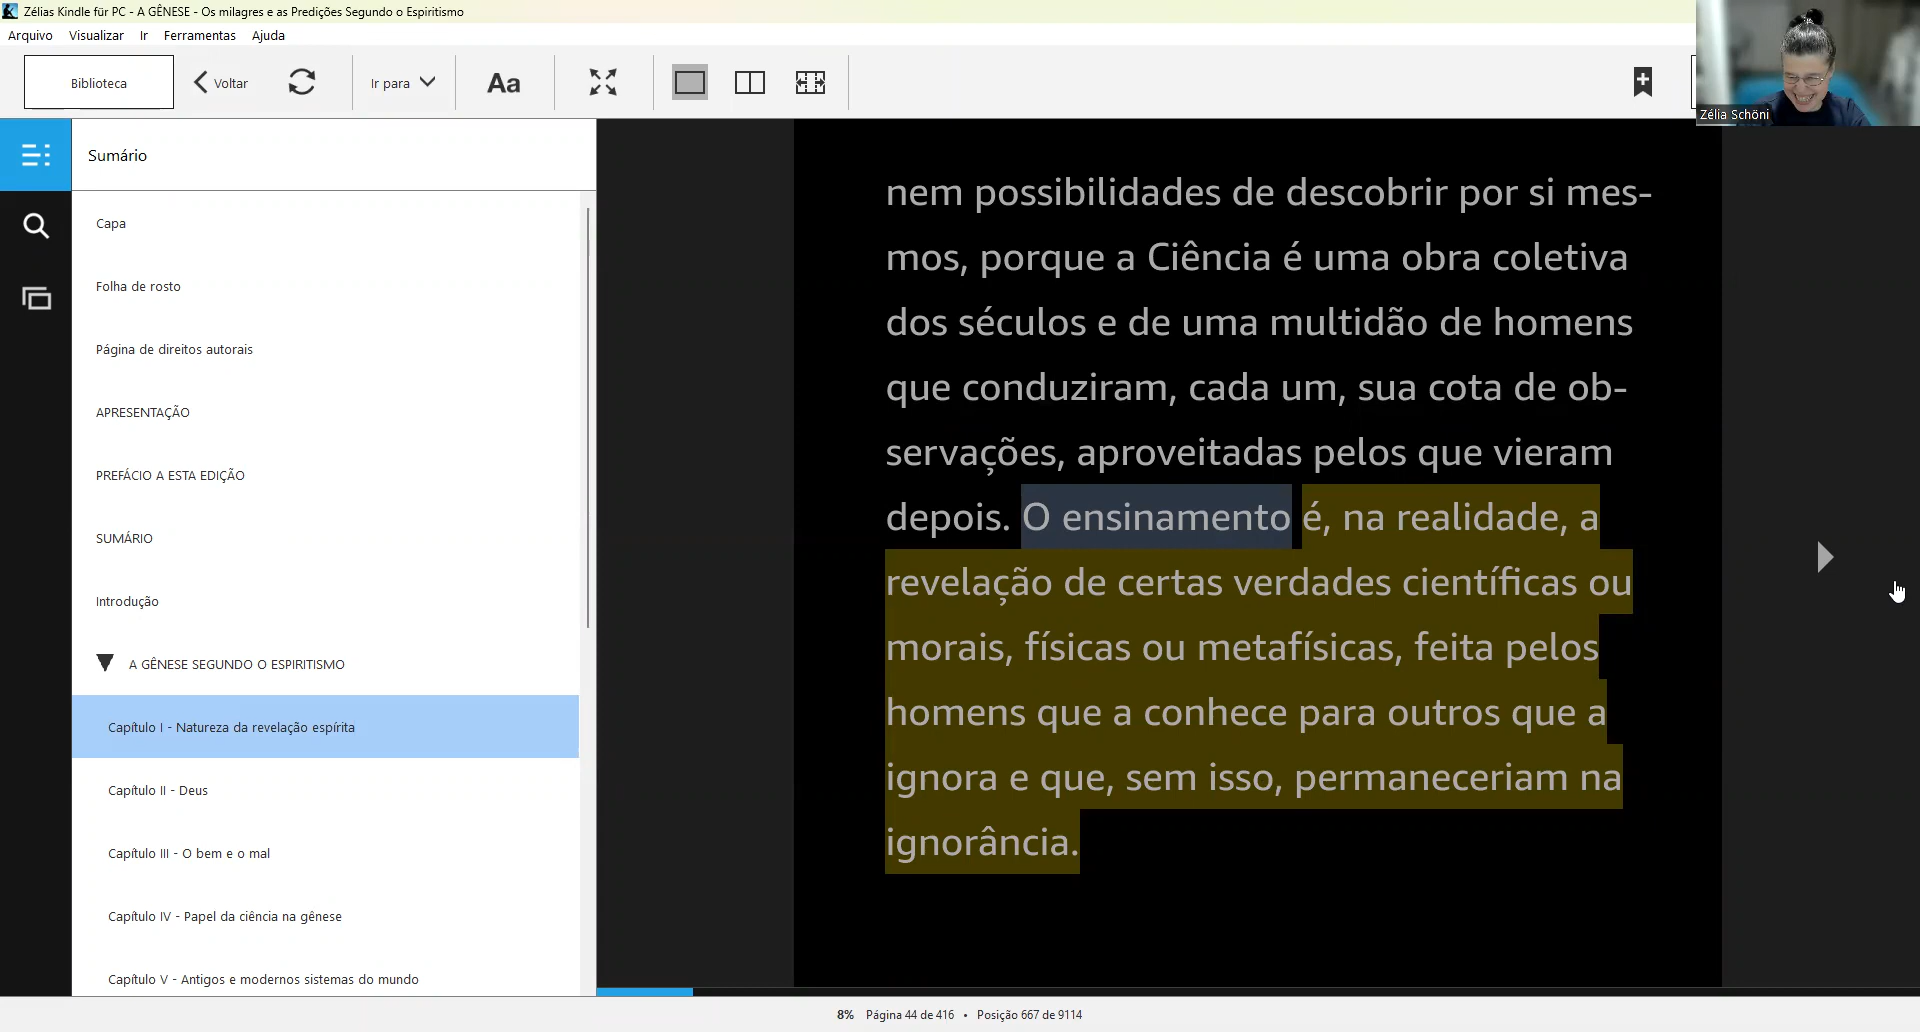 Zélias Kindle für PC - A GÊNESE - Os milagres e as Predições Segundo o Espiritismo
Arquivo Visualizar Ir Ferramentas Ajuda
Biblioteca Voltar Ir para Aa
Zélia Schöni
Sumário
Capa
Folha de rosto
Página de direitos autorais
APRESENTAÇÃO
PREFÁCIO A ESTA EDIÇÃO
SUMÁRIO
Introdução
A GÊNESE SEGUNDO O ESPIRITISMO
Capítulo I - Natureza da revelação espírita
Capítulo II - Deus
Capítulo III - O bem e o mal
Capítulo IV - Papel da ciência na gênese
Capítulo V - Antigos e modernos sistemas do mundo
nem possibilidades de descobrir por si mes-
mos, porque a Ciência é uma obra coletiva
dos séculos e de uma multidão de homens
que conduziram, cada um, sua cota de ob-
servações, aproveitadas pelos que vieram
depois. O ensinamento é, na realidade, a
revelação de certas verdades científicas ou
morais, físicas ou metafísicas, feita pelos
homens que a conhece para outros que a
ignora e que, sem isso, permaneceriam na
ignorância.
8% Página 44 de 416 • Posição 667 de 9114